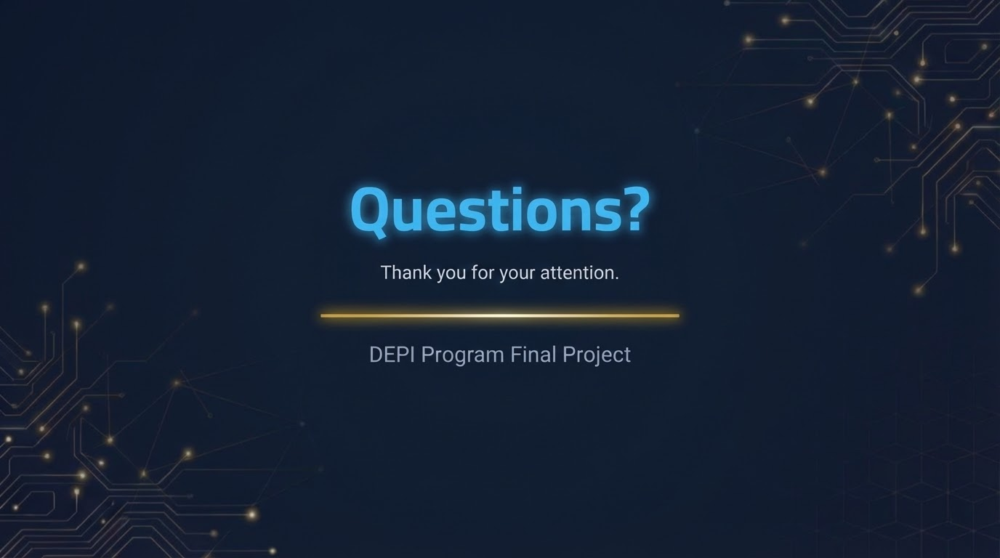 Questions?
Thank you for your attention.
DEPI Program Final Project